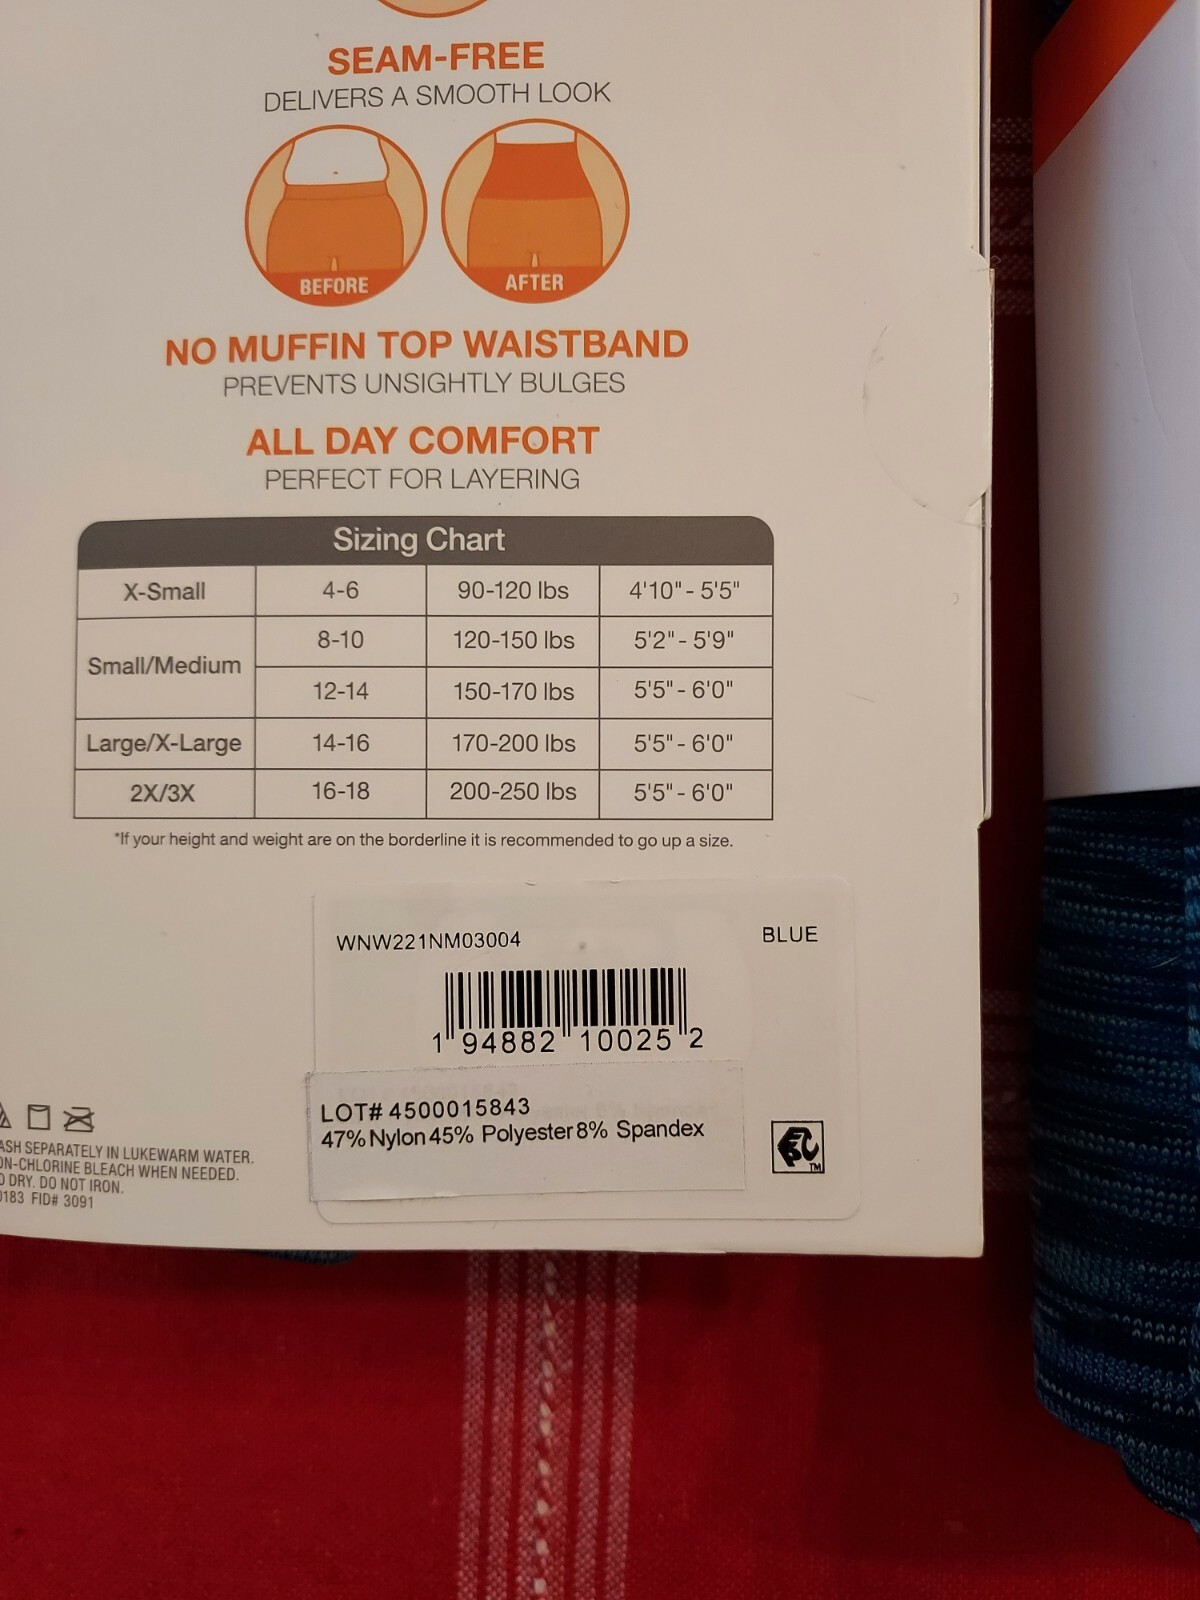 SEAM-FREE
DELIVERS A SMOOTH LOOK
BEFORE
AFTER
NO MUFFIN TOP WAISTBAND
PREVENTS UNSIGHTLY BULGES
ALL DAY COMFORT
PERFECT FOR LAYERING
Sizing Chart
X-Small 4-6 90-120 lbs 4'10" - 5'5"
Small/Medium 8-10 120-150 lbs 5'2" - 5'9"
12-14 150-170 lbs 5'5" - 6'0"
Large/X-Large 14-16 170-200 lbs 5'5" - 6'0"
2X/3X 16-18 200-250 lbs 5'5" - 6'0"
*If your height and weight are on the borderline it is recommended to go up a size.
WNW221NM03004 BLUE
1 94882 10025 2
LOT# 4500015843
47% Nylon 45% Polyester 8% Spandex
TM
SEPARATELY IN LUKEWARM WATER.
BLEACH WHEN NEEDED.
DRY. DO NOT IRON.
FID# 3091